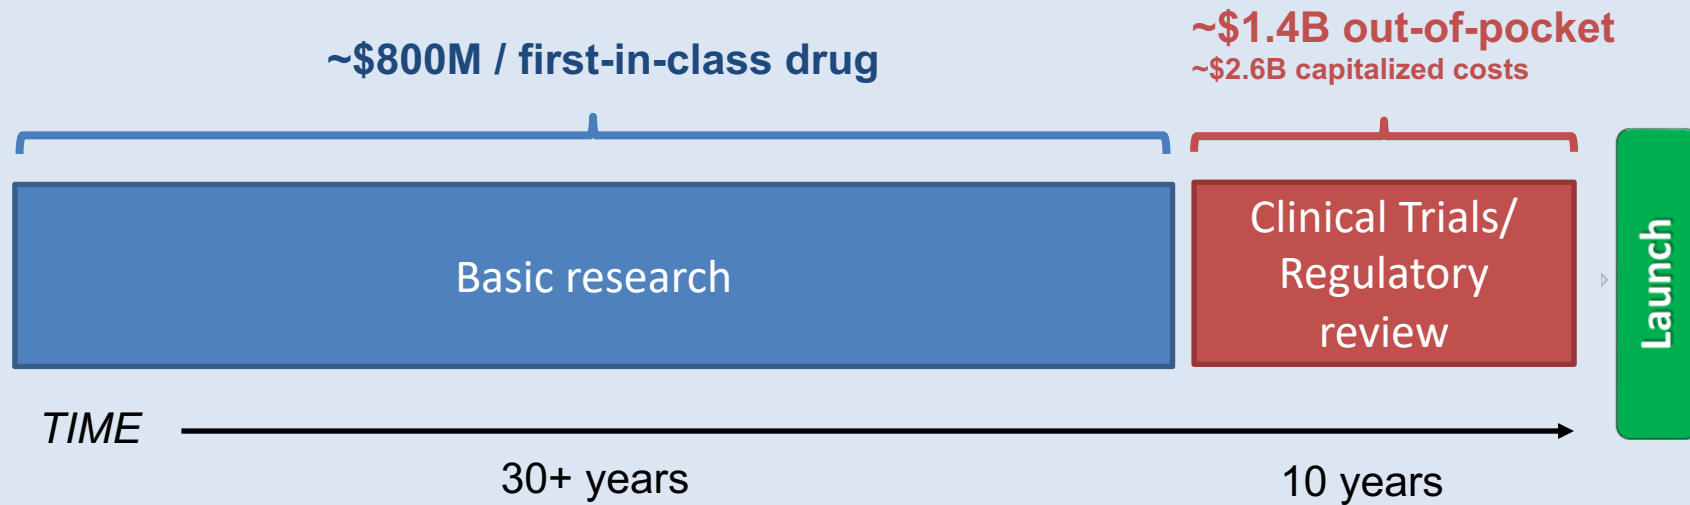 ~$800M / first-in-class drug
~$1.4B out-of-pocket
~$2.6B capitalized costs
Basic research
Clinical Trials/
Regulatory
review
Launch
TIME
30+ years
10 years